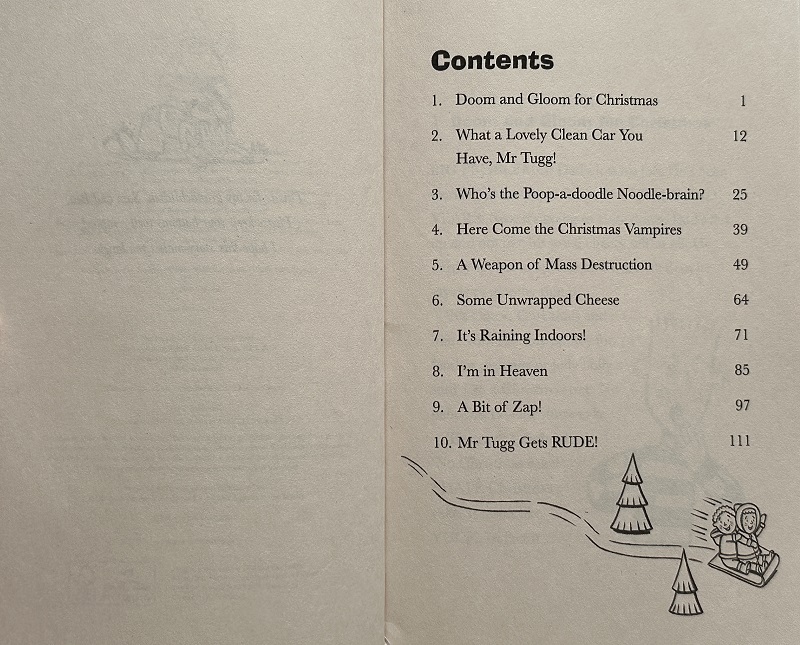 Contents
1. Doom and Gloom for Christmas 1
2. What a Lovely Clean Car You 12
Have, Mr Tugg!
3. Who's the Poop-a-doodle Noodle-brain? 25
4. Here Come the Christmas Vampires 39
5. A Weapon of Mass Destruction 49
6. Some Unwrapped Cheese 64
7. It's Raining Indoors! 71
8. I'm in Heaven 85
9. A Bit of Zap! 97
10. Mr Tugg Gets RUDE! 111